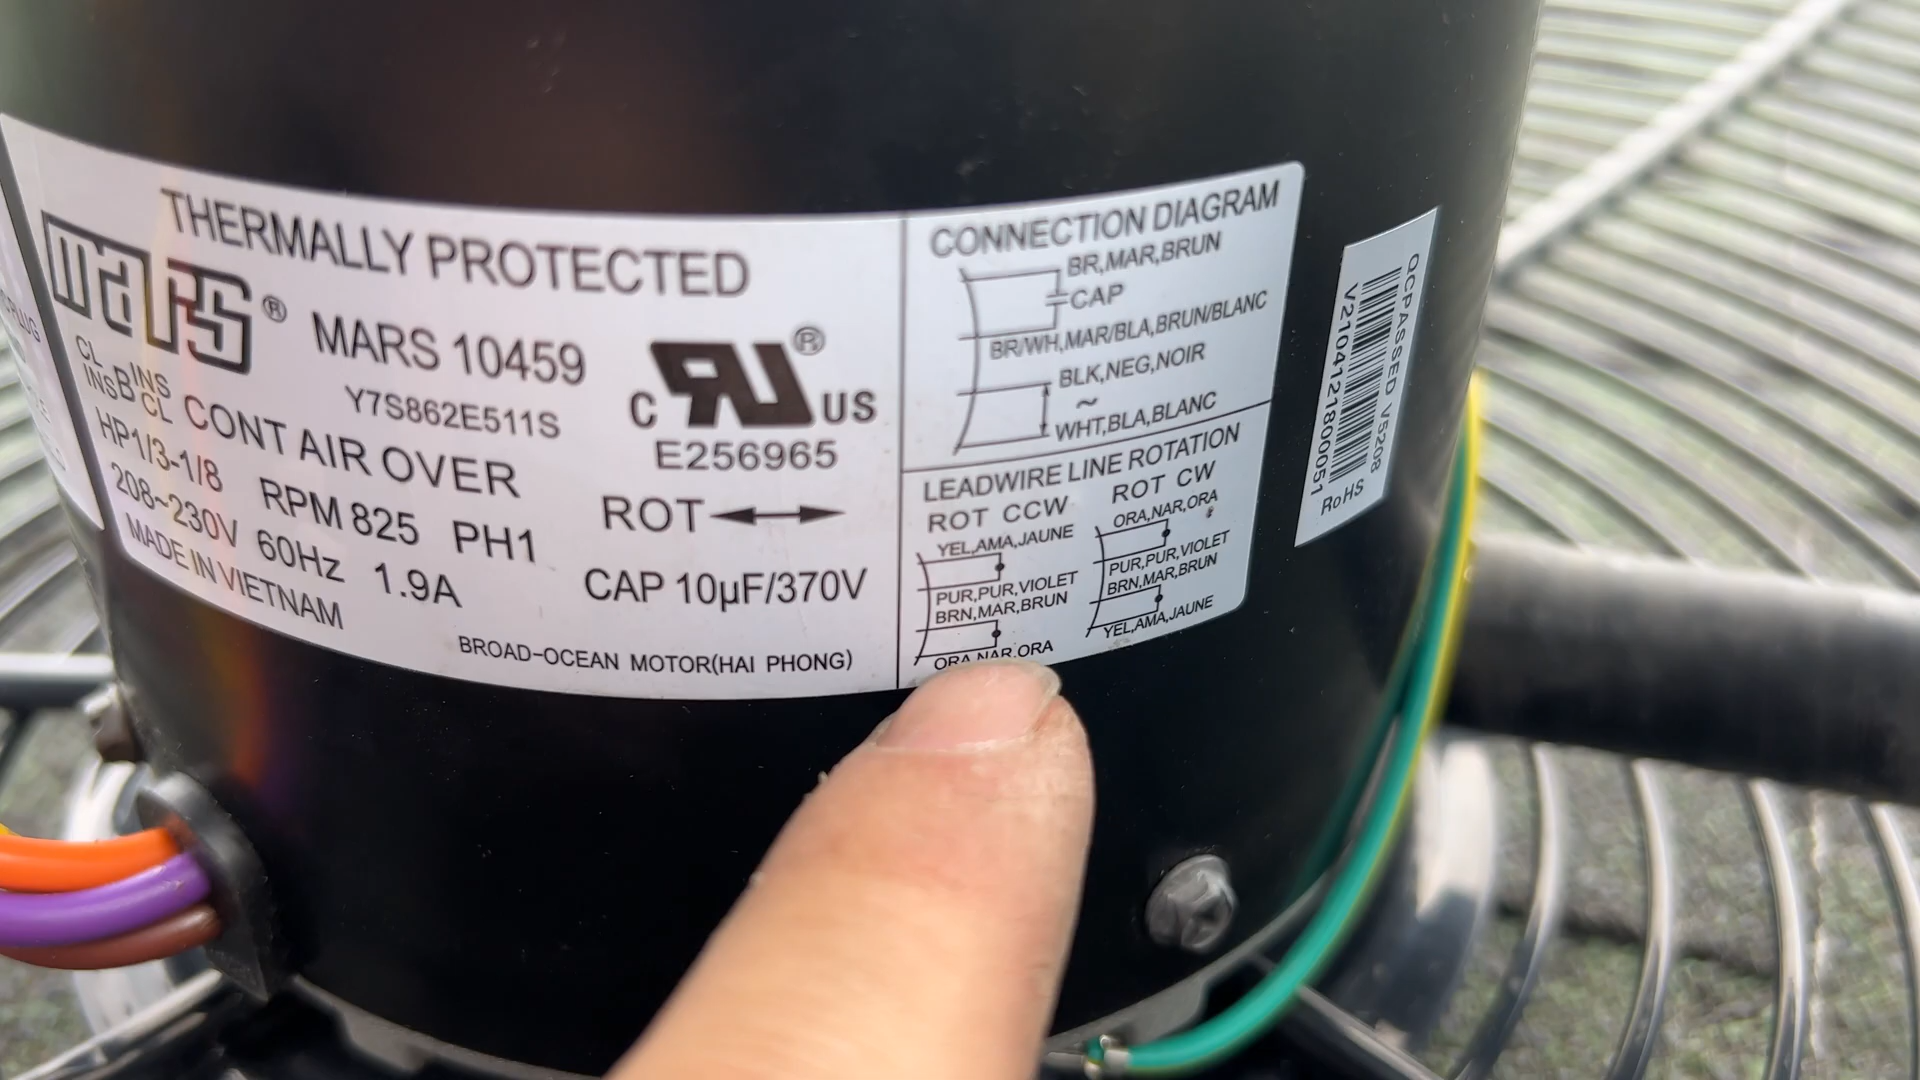 THERMALLY PROTECTED
mars®
MARS 10459
Y7S862E511S
CL INS
INS B CL
CONT AIR OVER
HP1/3-1/8
RPM 825 PH1
208~230V 60Hz 1.9A
MADE IN VIETNAM
C RU® US
E256965
ROT
CAP 10µF/370V
BROAD-OCEAN MOTOR(HAI PHONG)
CONNECTION DIAGRAM
BR,MAR,BRUN
CAP
BR/WH,MAR/BLA,BRUN/BLANC
BLK,NEG,NOIR
~
WHT,BLA,BLANC
LEADWIRE LINE ROTATION
ROT CCW
YEL,AMA,JAUNE
PUR,PUR,VIOLET
BRN,MAR,BRUN
ORA,NAR,ORA
ROT CW
ORA,NAR,ORA
PUR,PUR,VIOLET
BRN,MAR,BRUN
YEL,AMA,JAUNE
QCPASSED V5208
V2104121800051
RoHS